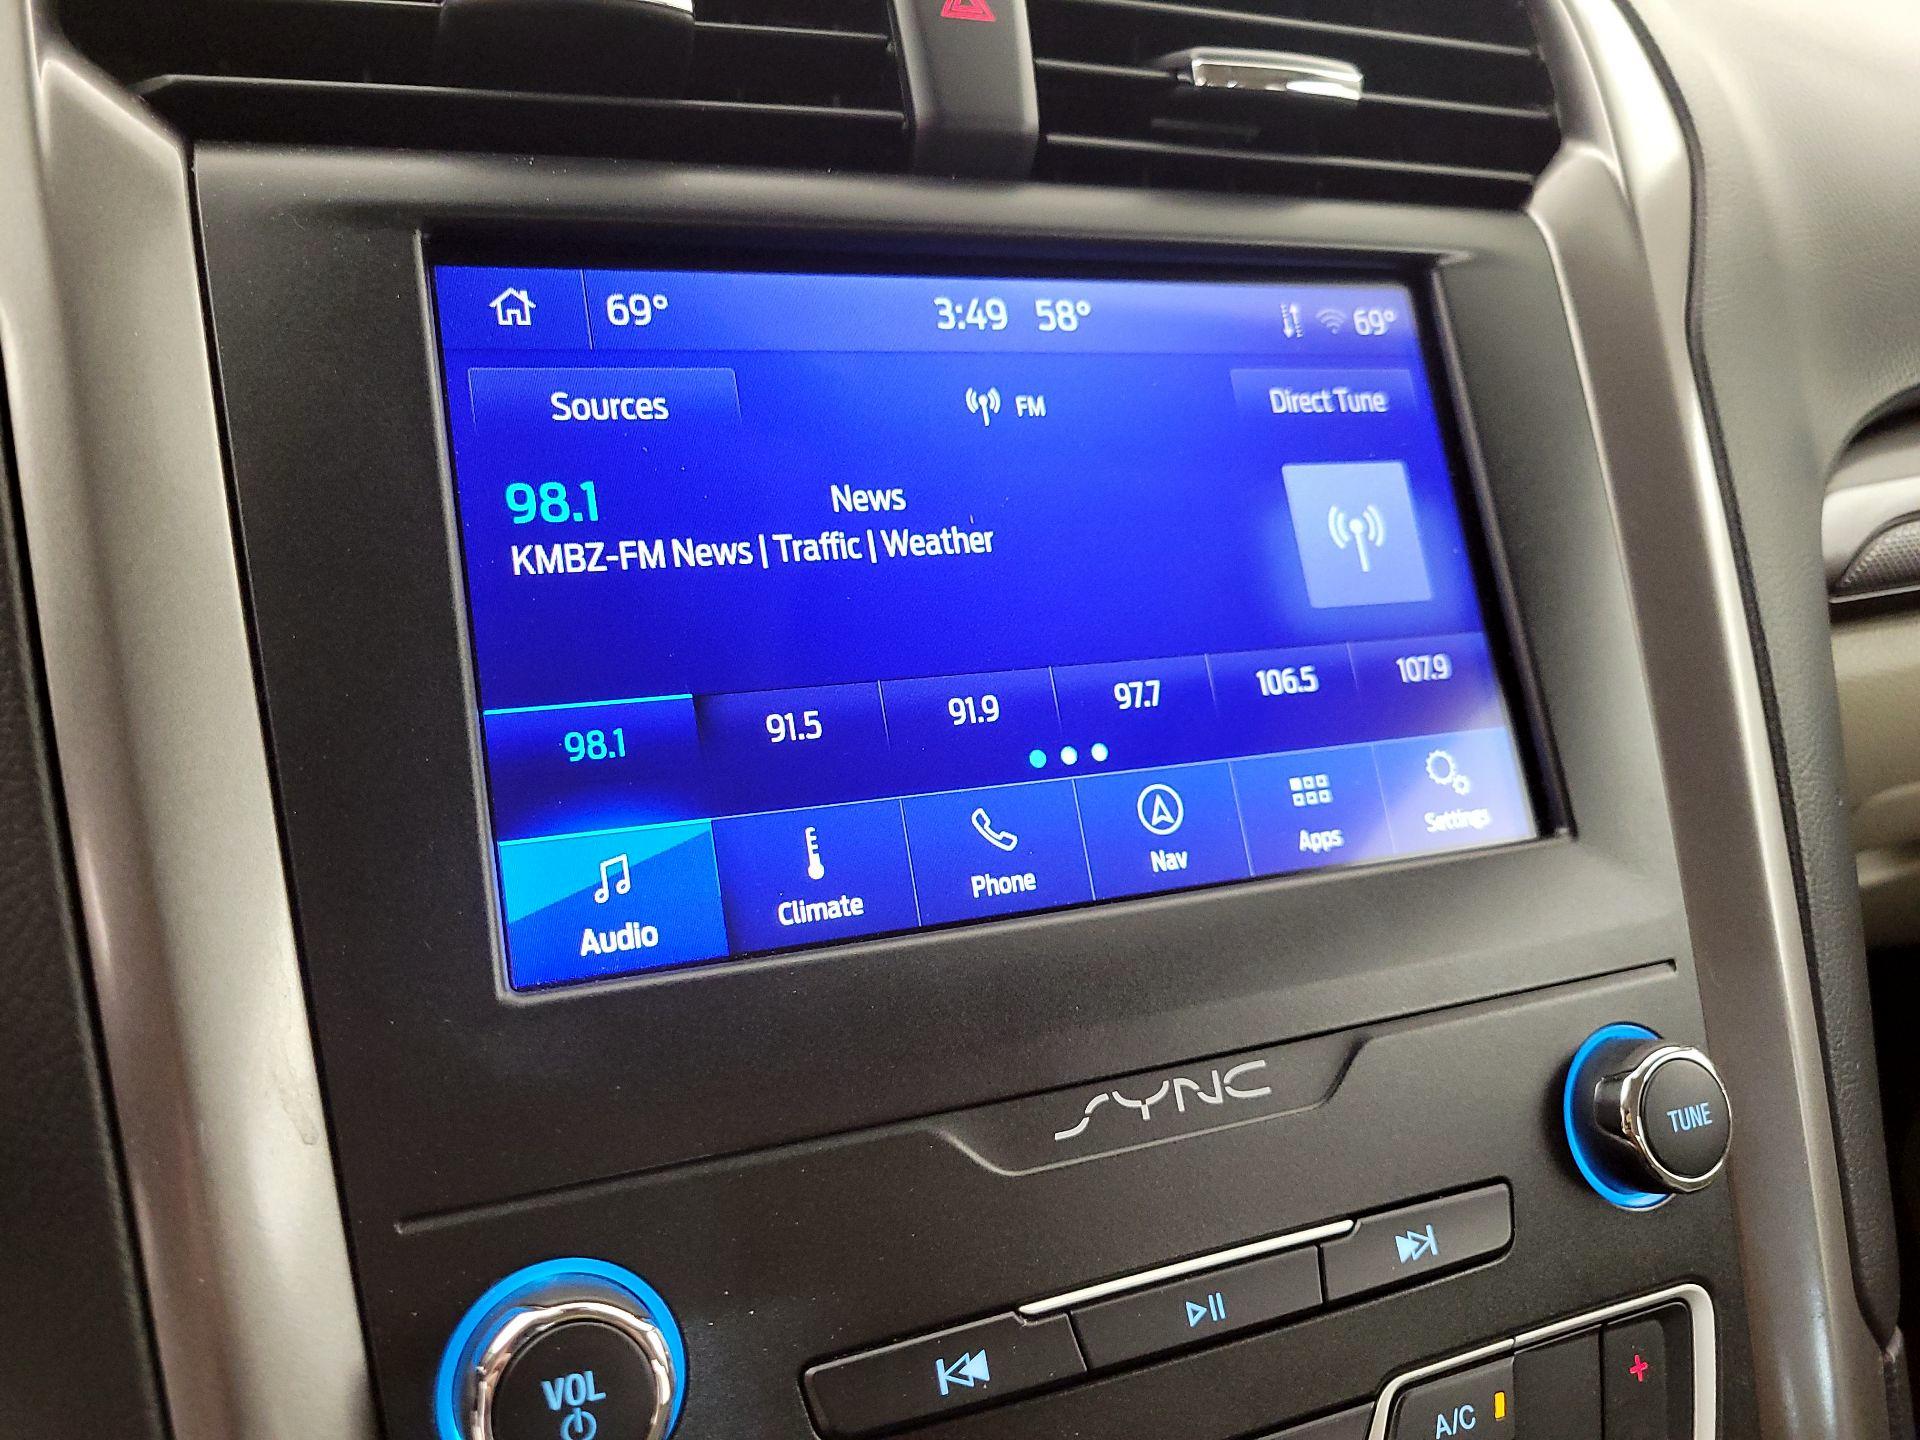 69° 3:49 58° 69°
Sources FM Direct Tune
98.1 News
KMBZ-FM News | Traffic | Weather
98.1 91.5 91.9 97.7 106.5 107.9
Audio Climate Phone Nav Apps Settings
SYNC
TUNE
VOL
A/C +